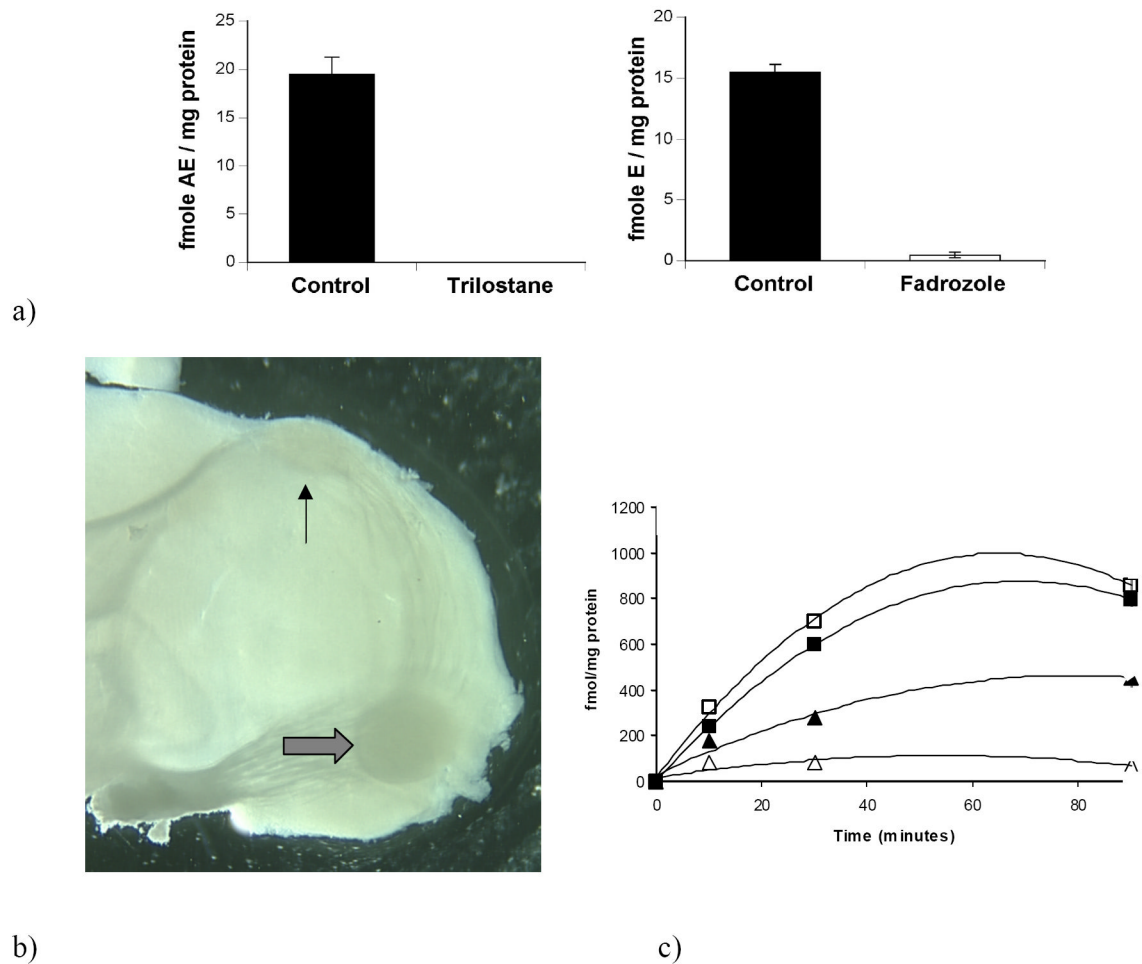 fmole AE / mg protein
25
20
15
10
5
0
Control Trilostane
fmole E / mg protein
20
15
10
5
0
Control Fadrozole
a)
b)
fmol/mg protein
1200
1000
800
600
400
200
0
0 20 40 60 80
Time (minutes)
c)